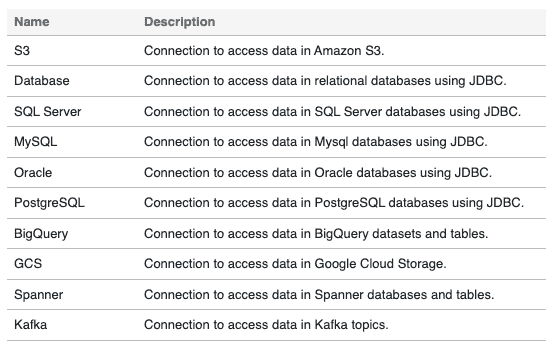 Name Description
S3 Connection to access data in Amazon S3.
Database Connection to access data in relational databases using JDBC.
SQL Server Connection to access data in SQL Server databases using JDBC.
MySQL Connection to access data in Mysql databases using JDBC.
Oracle Connection to access data in Oracle databases using JDBC.
PostgreSQL Connection to access data in PostgreSQL databases using JDBC.
BigQuery Connection to access data in BigQuery datasets and tables.
GCS Connection to access data in Google Cloud Storage.
Spanner Connection to access data in Spanner databases and tables.
Kafka Connection to access data in Kafka topics.